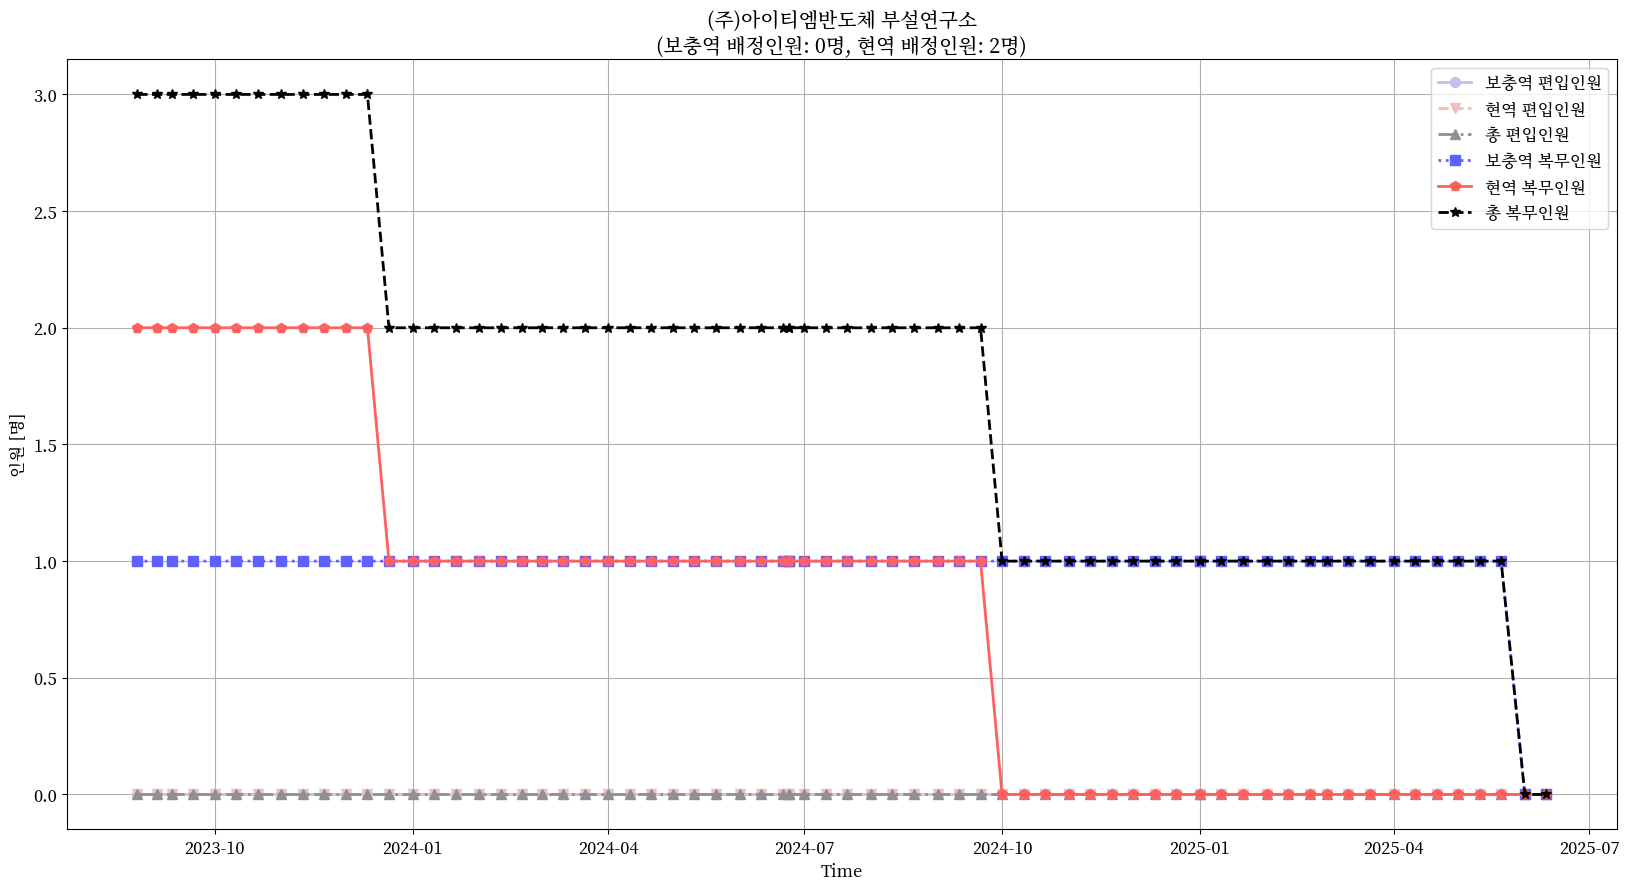 (주)아이티엠반도체 부설연구소
(보충역 배정인원: 0명, 현역 배정인원: 2명)
보충역 편입인원
현역 편입인원
총 편입인원
보충역 복무인원
현역 복무인원
총 복무인원
인원 [명]
3.0
2.5
2.0
1.5
1.0
0.5
0.0
2023-10
2024-01
2024-04
2024-07
2024-10
2025-01
2025-04
2025-07
Time